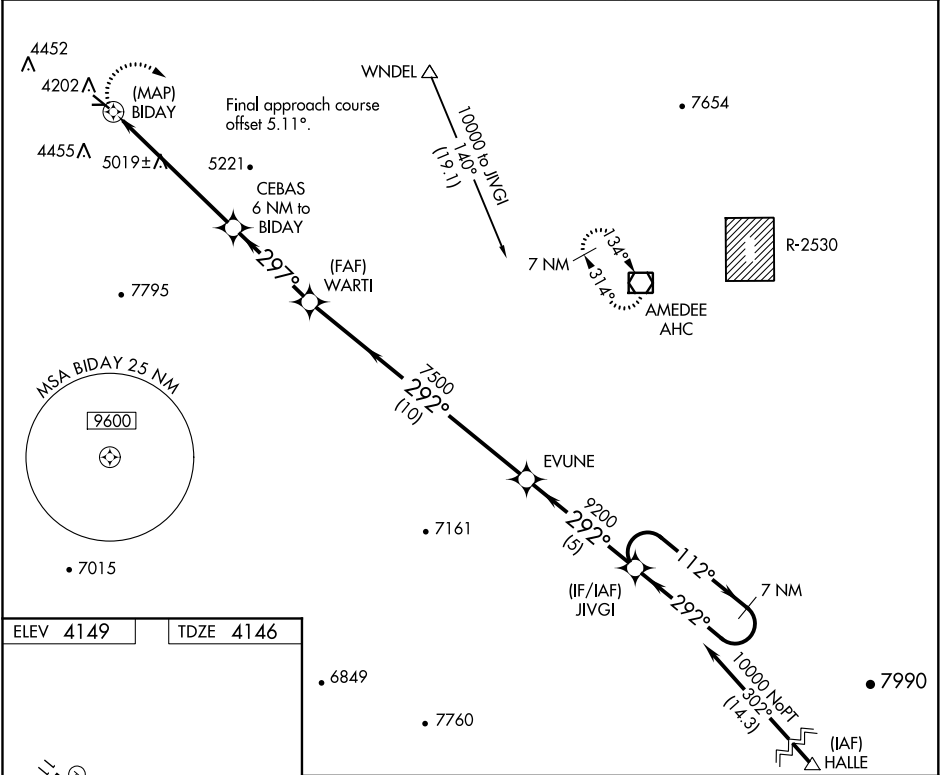 4452
4202
(MAP)
BIDAY
Final approach course
offset 5.11°.
WNDEL
10000 to JIVGI
140°
(19.1)
7654
4455
5019±
5221
CEBAS
6 NM to
BIDAY
297°
(FAF)
WARTI
7 NM
134°
314°
AMEDEE
AHC
R-2530
7795
MSA BIDAY 25 NM
9600
7500
292°
(10)
EVUNE
9200
292°
(5)
7161
7015
(IF/IAF)
JIVGI
112°
292°
7 NM
ELEV 4149
TDZE 4146
6849
7760
10000 NoPT
302°
(14.3)
7990
(IAF)
HALLE